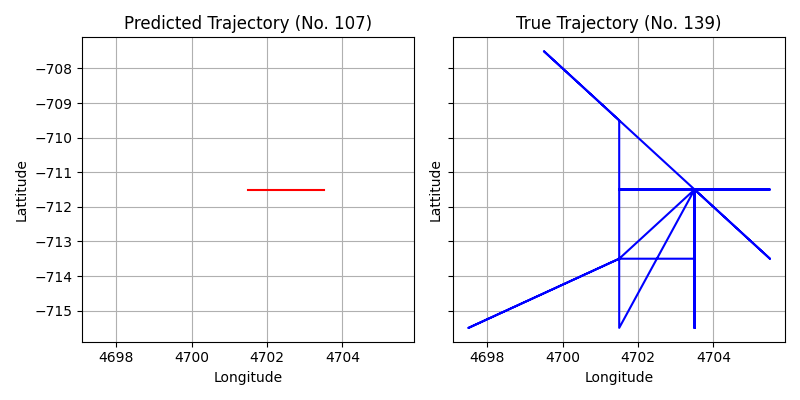 Predicted Trajectory (No. 107)
Lattitude
−708
−709
−710
−711
−712
−713
−714
−715
4698 4700 4702 4704
Longitude
True Trajectory (No. 139)
Lattitude
4698 4700 4702 4704
Longitude